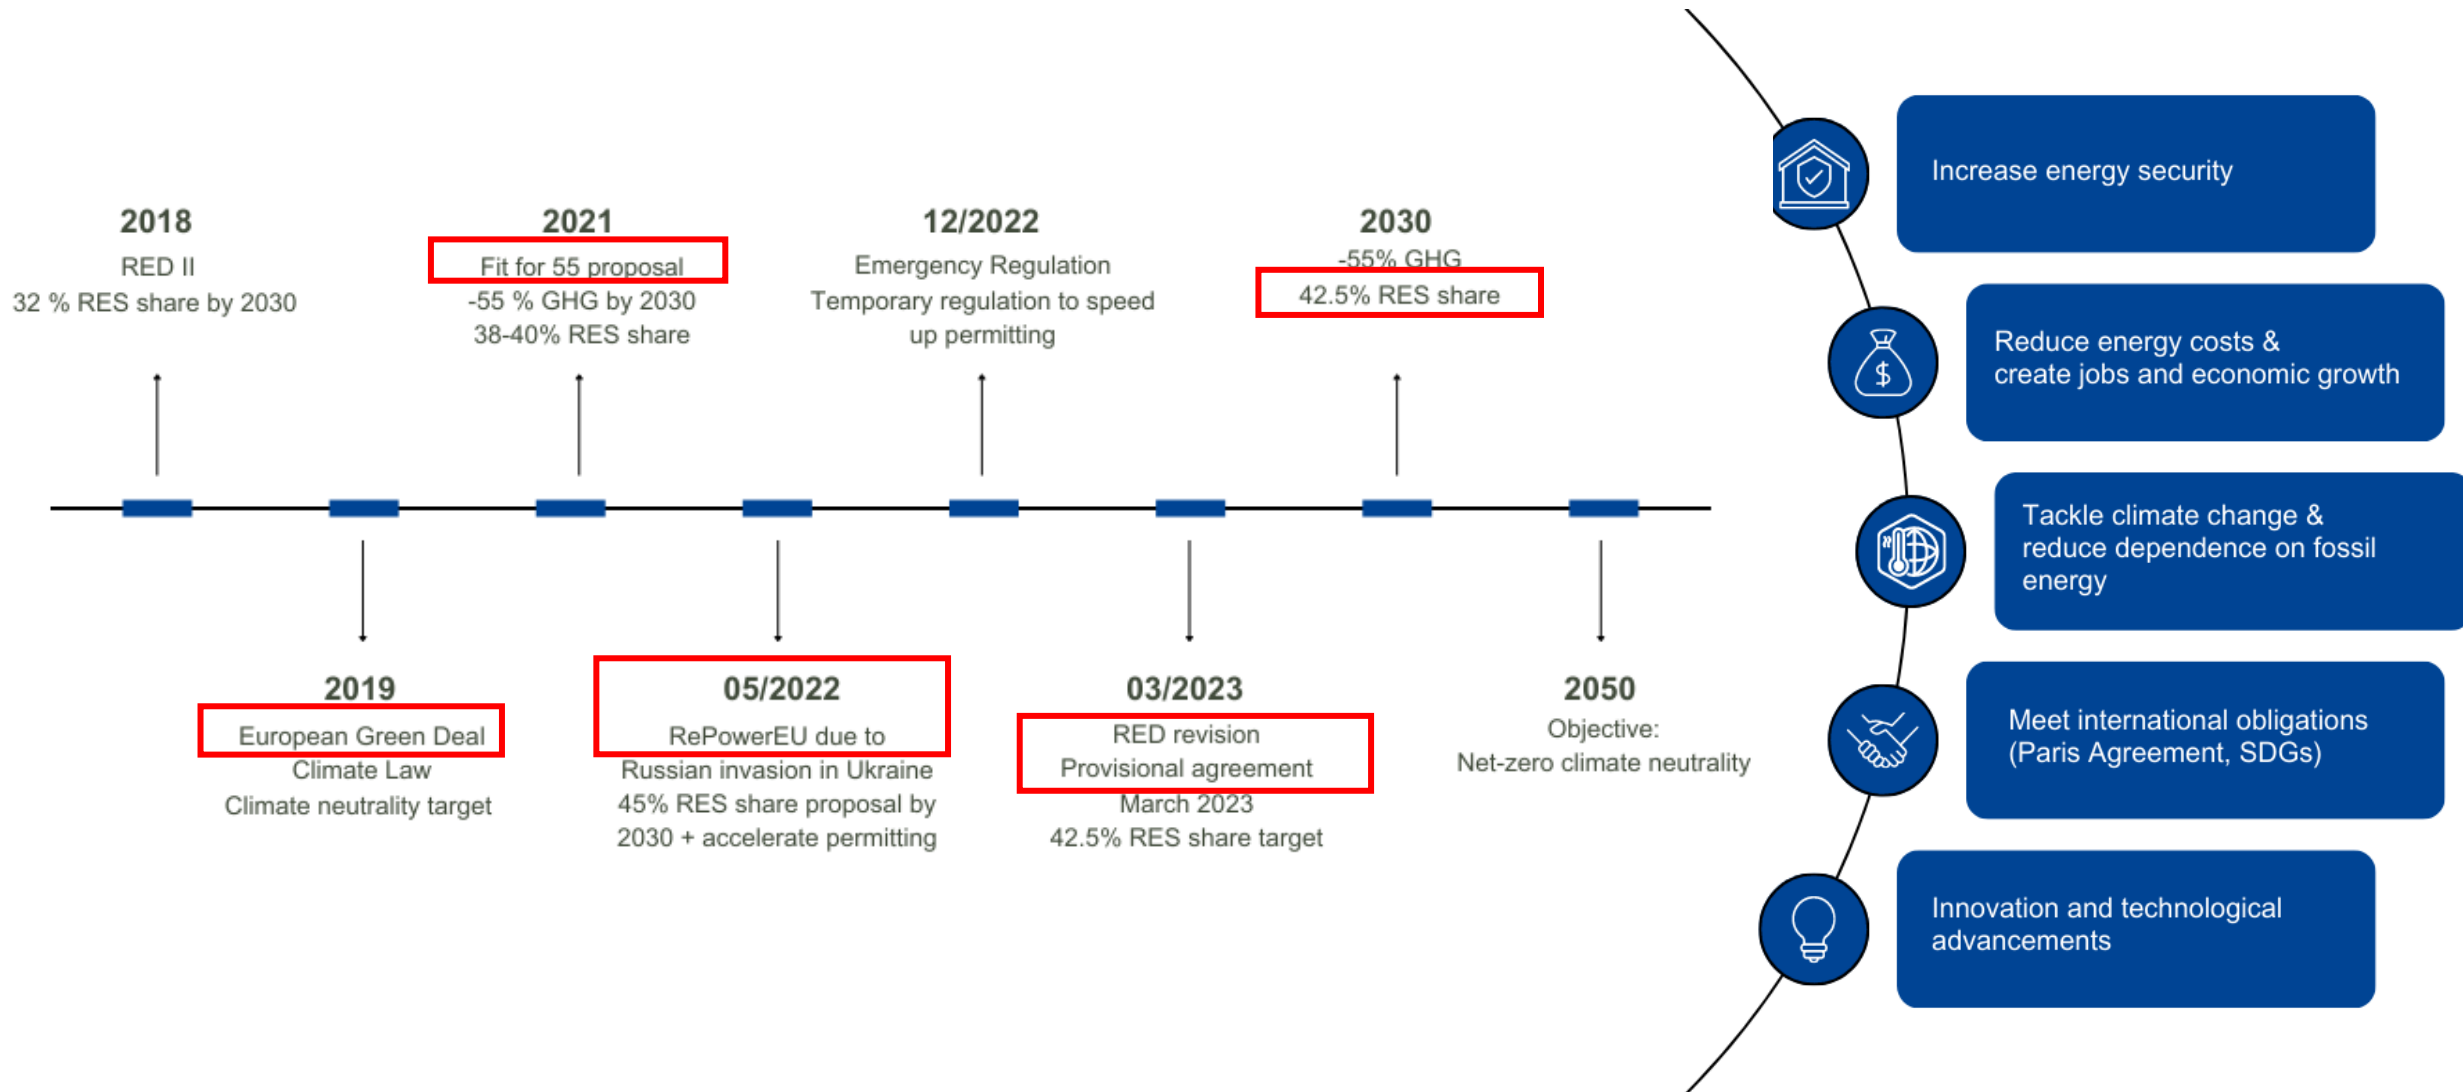 2018
RED II
32 % RES share by 2030
2021
Fit for 55 proposal
-55 % GHG by 2030
38-40% RES share
12/2022
Emergency Regulation
Temporary regulation to speed
up permitting
2030
-55% GHG
42.5% RES share
2019
European Green Deal
Climate Law
Climate neutrality target
05/2022
RePowerEU due to
Russian invasion in Ukraine
45% RES share proposal by
2030 + accelerate permitting
03/2023
RED revision
Provisional agreement
March 2023
42.5% RES share target
2050
Objective:
Net-zero climate neutrality
Increase energy security
$
Reduce energy costs &
create jobs and economic growth
Tackle climate change &
reduce dependence on fossil
energy
Meet international obligations
(Paris Agreement, SDGs)
Innovation and technological
advancements